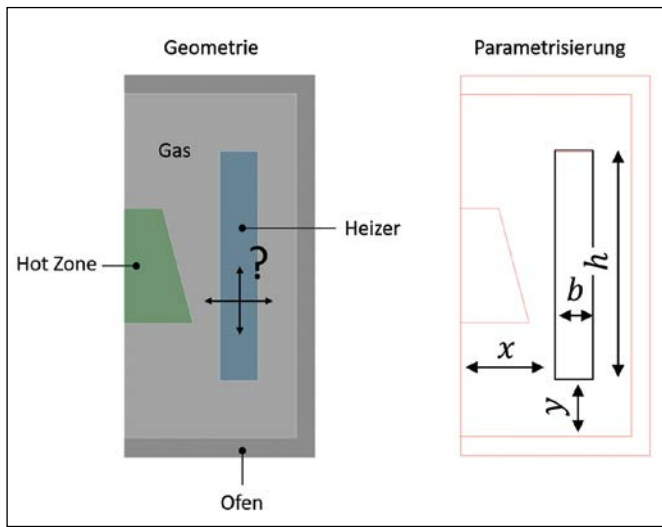 Geometrie
Parametrisierung
Gas
Heizer
Hot Zone
?
h
b
x
y
Ofen